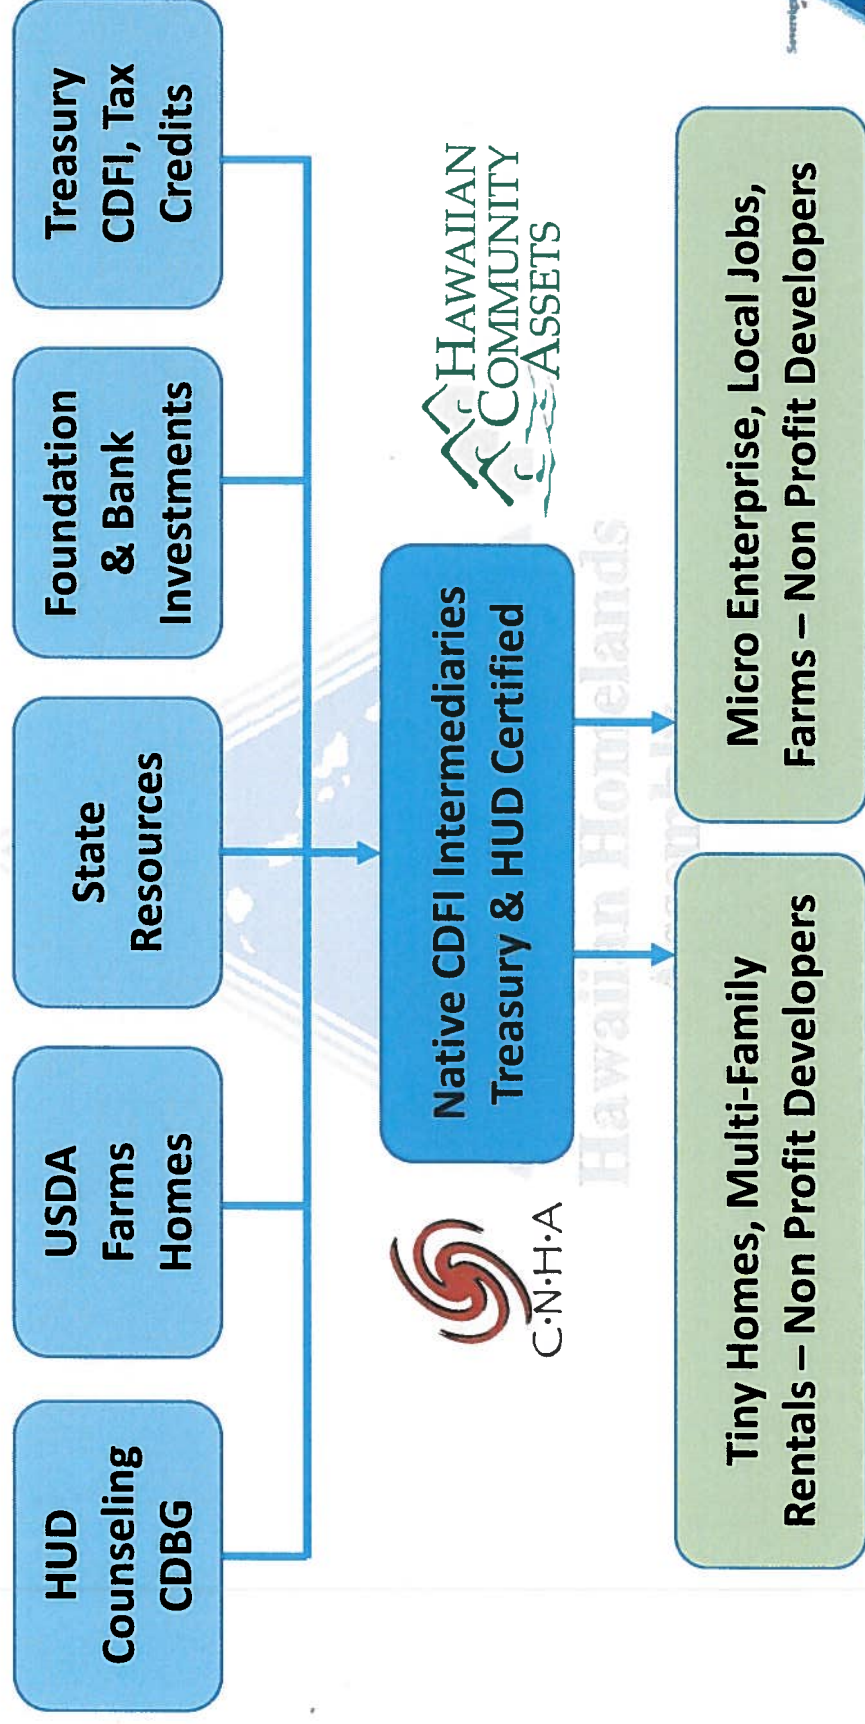 HUD
Counseling
CDBG
USDA
Farms
Homes
State
Resources
Foundation
& Bank
Investments
Treasury
CDFI, Tax
Credits
C·N·H·A
Native CDFI Intermediaries
Treasury & HUD Certified
HAWAIIAN
COMMUNITY
ASSETS
Hawaiian Homelands
Tiny Homes, Multi-Family
Rentals – Non Profit Developers
Micro Enterprise, Local Jobs,
Farms – Non Profit Developers